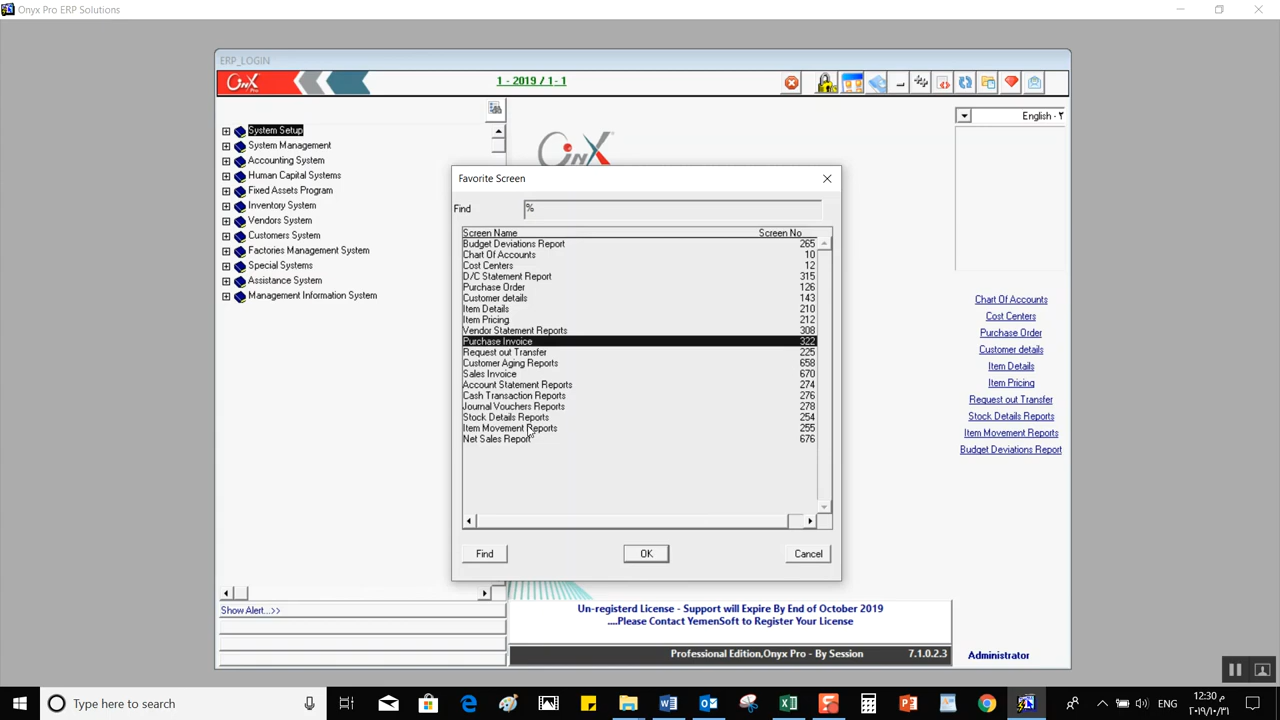 Onyx Pro ERP Solutions
ERP_LOGIN
OnyX Pro
1 - 2019 / 1- 1
English - ٢
System Setup
System Management
Accounting System
Human Capital Systems
Fixed Assets Program
Inventory System
Vendors System
Customers System
Factories Management System
Special Systems
Assistance System
Management Information System
OnyX
Favorite Screen
Find %
Screen Name Screen No
Budget Deviations Report 265
Chart Of Accounts 10
Cost Centers 12
D/C Statement Report 315
Purchase Order 126
Customer details 143
Item Details 210
Item Pricing 212
Vendor Statement Reports 308
Purchase Invoice 322
Request out Transfer 225
Customer Aging Reports 658
Sales Invoice 670
Account Statement Reports 274
Cash Transaction Reports 276
Journal Vouchers Reports 278
Stock Details Reports 254
Item Movement Reports 255
Net Sales Report 676
Find OK Cancel
Chart Of Accounts
Cost Centers
Purchase Order
Customer details
Item Details
Item Pricing
Request out Transfer
Stock Details Reports
Item Movement Reports
Budget Deviations Report
Show Alert...>>
Un-registerd License - Support will Expire By End of October 2019
....Please Contact YemenSoft to Register Your License
Professional Edition,Onyx Pro - By Session 7.1.0.2.3
Administrator
Type here to search
ENG
12:30 م